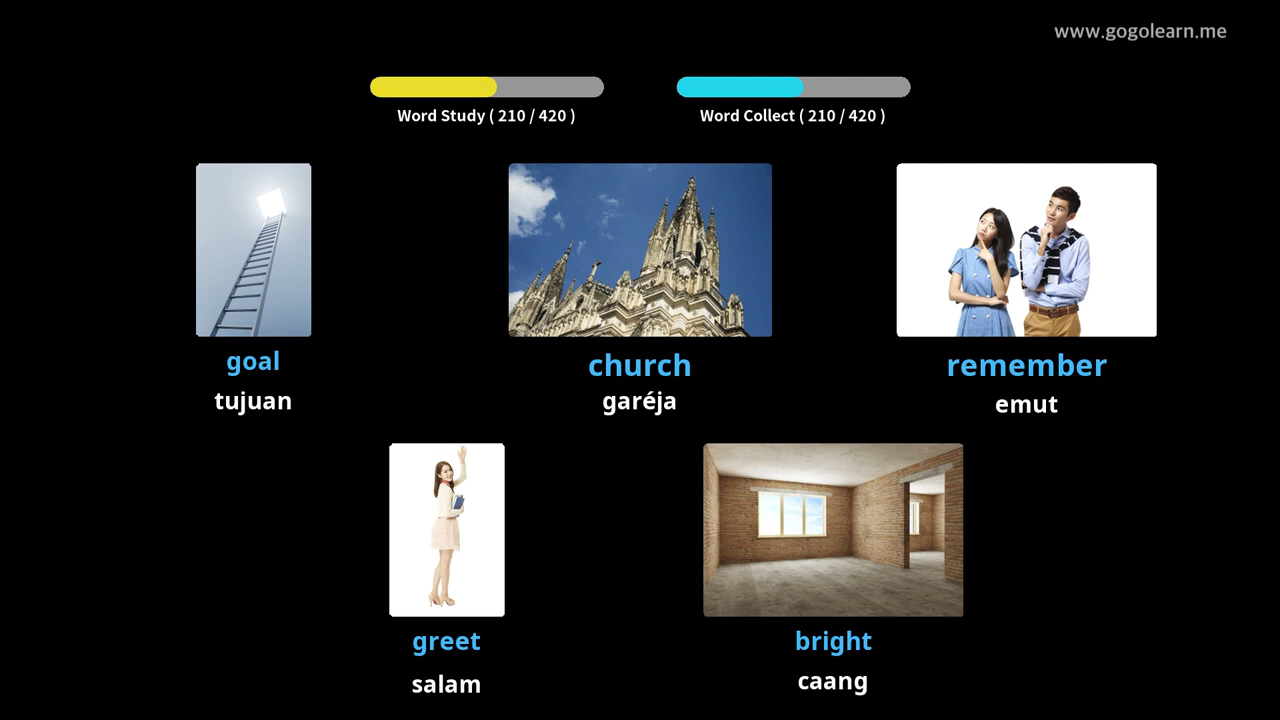 www.gogolearn.me
Word Study ( 210 / 420 )
Word Collect ( 210 / 420 )
goal
tujuan
church
garéja
remember
emut
greet
salam
bright
caang